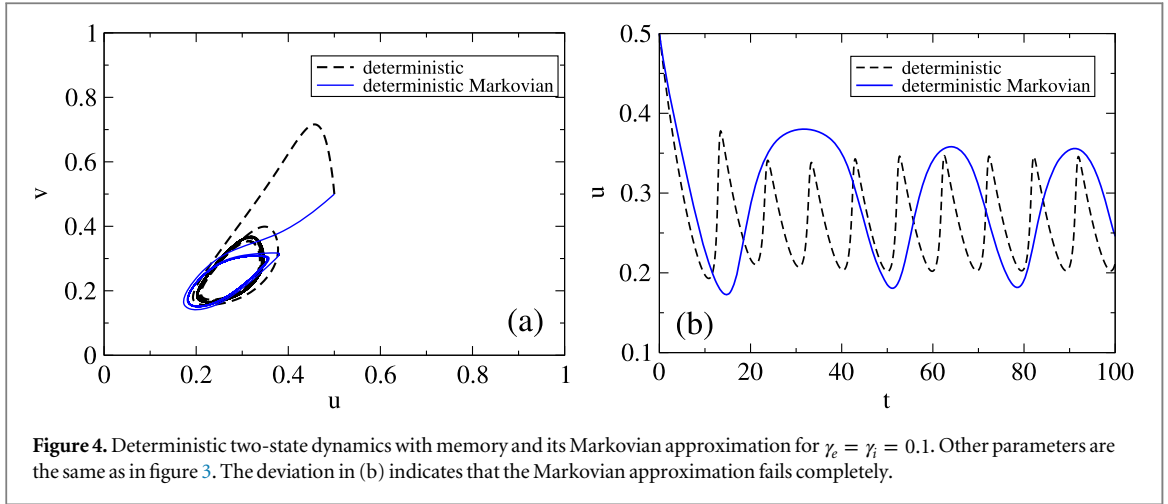 1
0.8
0.6
0.4
0.2
0
v
0
0.2
0.4
0.6
0.8
1
u
deterministic
deterministic Markovian
(a)
0.5
0.4
0.3
0.2
0.1
u
0
20
40
60
80
100
t
deterministic
deterministic Markovian
(b)
Figure 4. Deterministic two-state dynamics with memory and its Markovian approximation for γe = γi = 0.1. Other parameters are
the same as in figure 3. The deviation in (b) indicates that the Markovian approximation fails completely.